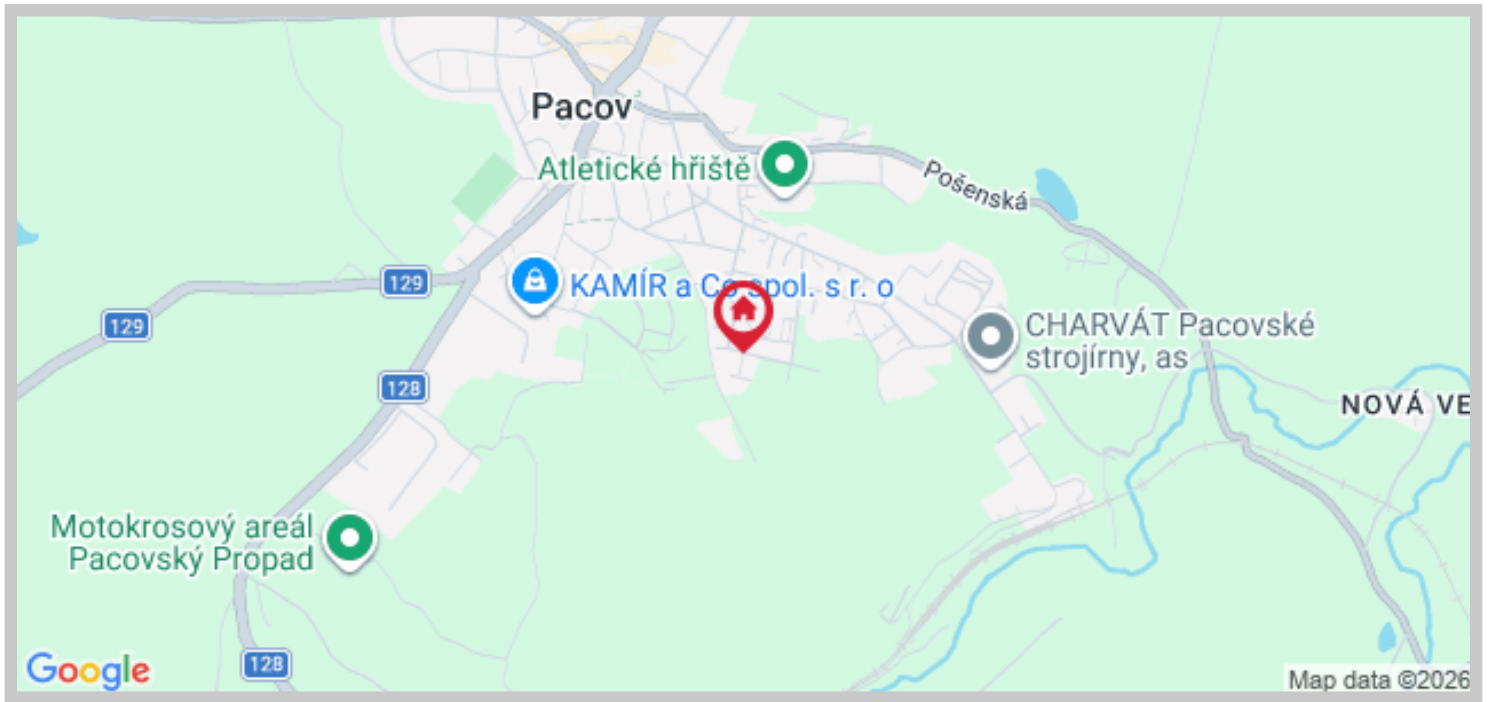 Pacov
Atletické hřiště
Pošenská
129
KAMÍR a Co spol. s r. o
129
CHARVÁT Pacovské
strojírny, as
128
NOVÁ VE
Motokrosový areál
Pacovský Propad
128
Google
Map data ©2026